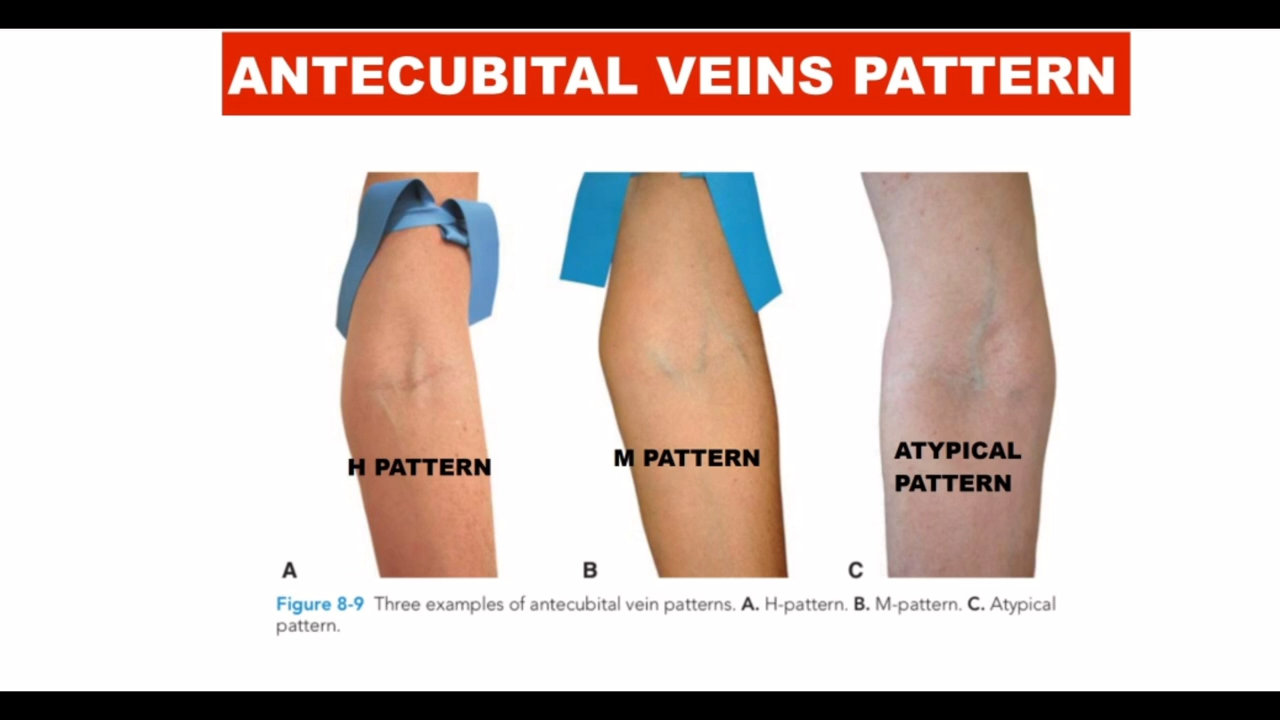 ANTECUBITAL VEINS PATTERN
H PATTERN
M PATTERN
ATYPICAL
PATTERN
A
B
C
Figure 8-9 Three examples of antecubital vein patterns. A. H-pattern. B. M-pattern. C. Atypical
pattern.